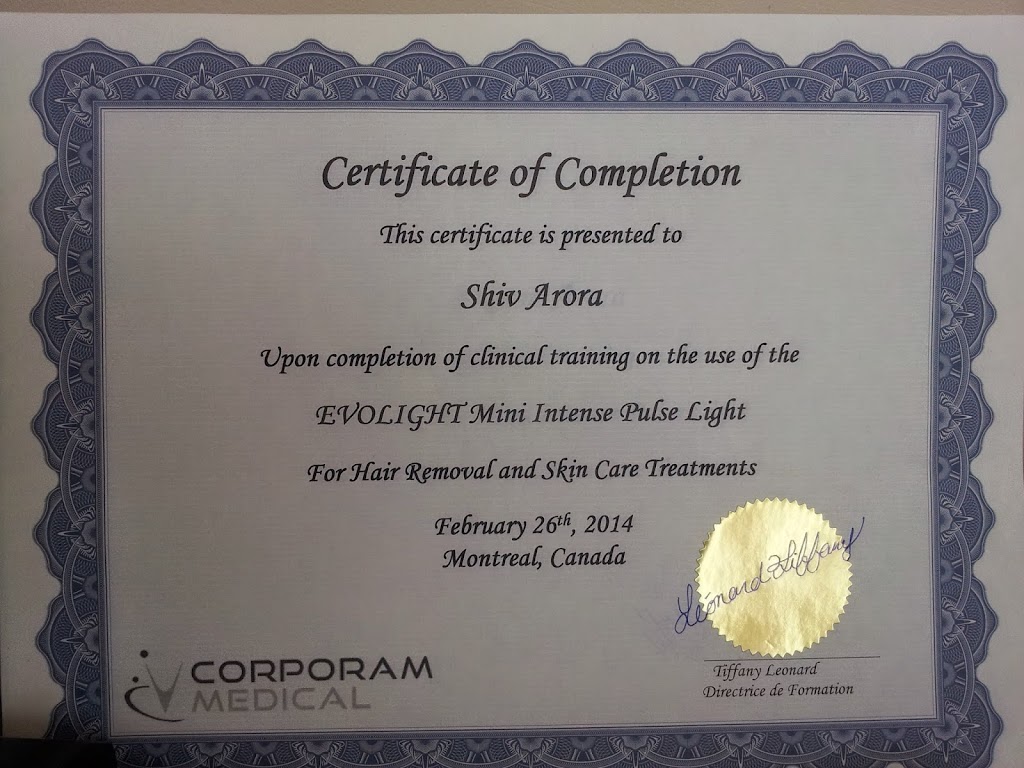 Certificate of Completion
This certificate is presented to
Shiv Arora
Upon completion of clinical training on the use of the
EVOLIGHT Mini Intense Pulse Light
For Hair Removal and Skin Care Treatments
February 26th, 2014
Montreal, Canada
Léonard Tiffany
Tiffany Leonard
Directrice de Formation
CORPORAM
MEDICAL